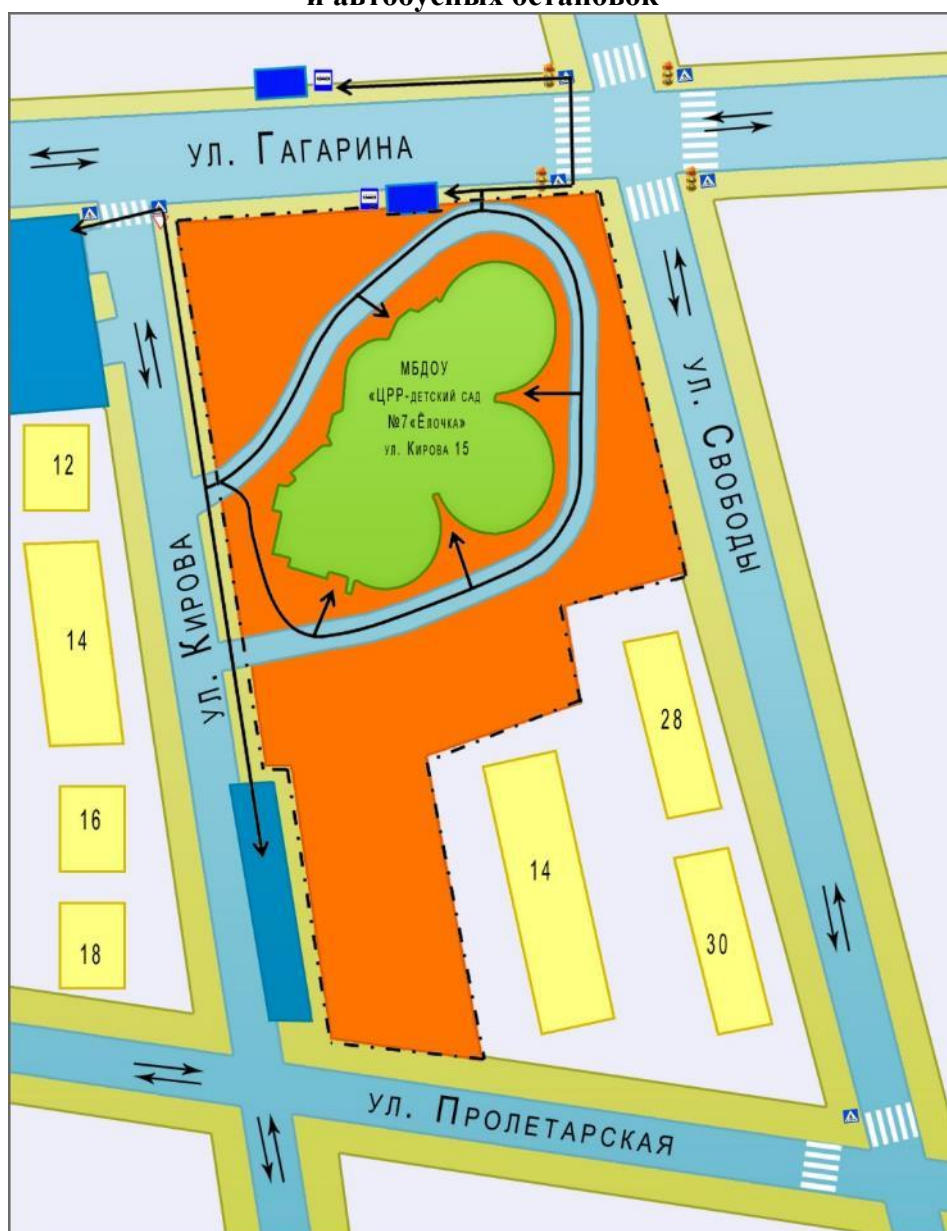 и автобусных остановок
ул. Гагарина
МБДОУ
«ЦРР-детский сад
№7«Ёлочка»
ул. Кирова 15
ул. Свободы
12
14
ул. Кирова
28
16
14
18
30
ул. Пролетарская